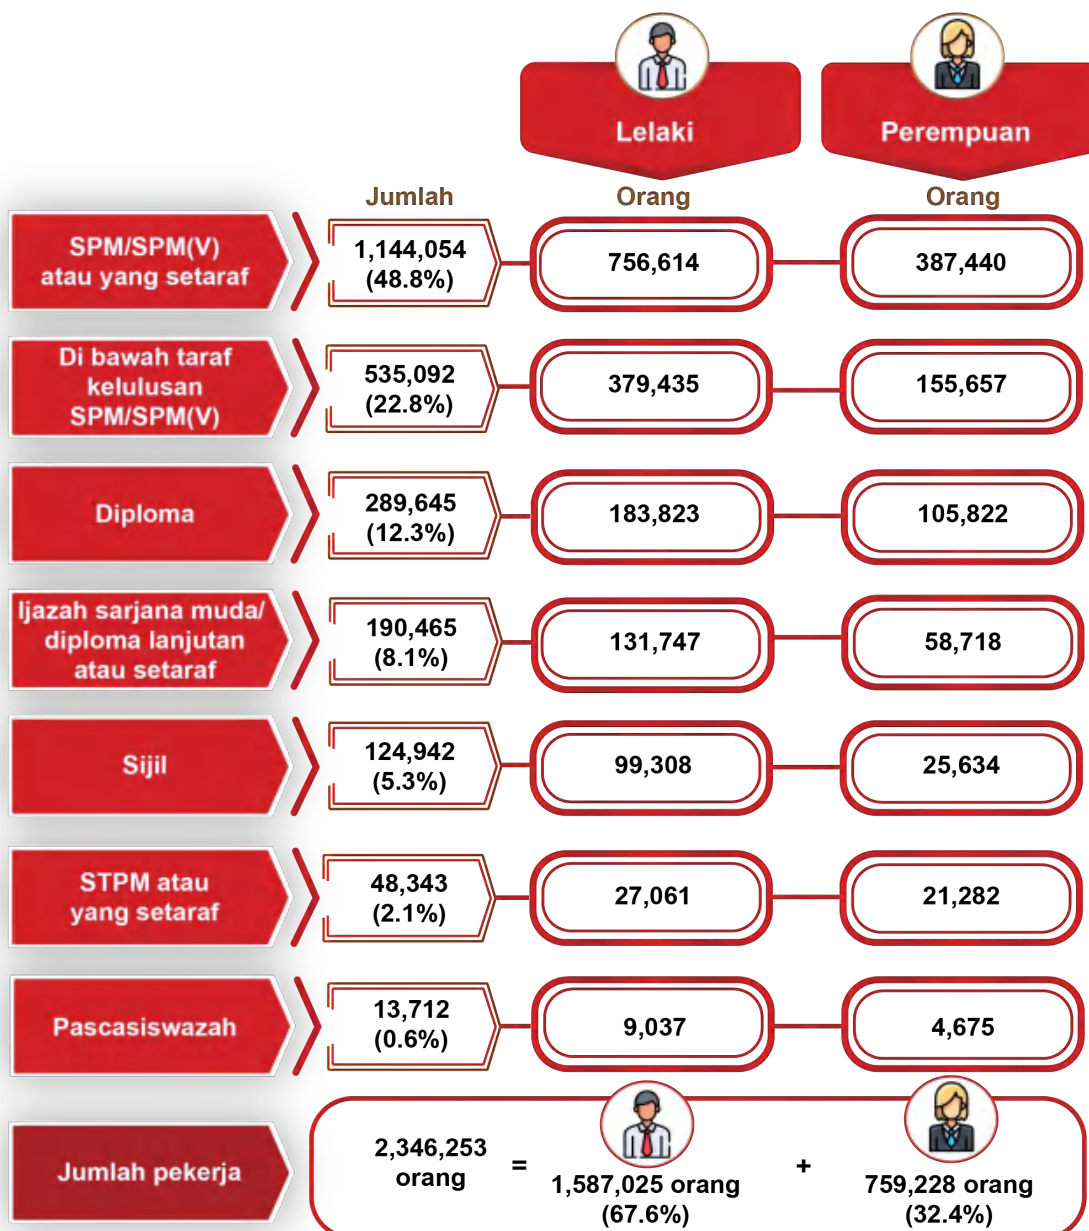 Lelaki
Perempuan
Jumlah
Orang
Orang
SPM/SPM(V)
atau yang setaraf
1,144,054
(48.8%)
756,614
387,440
Di bawah taraf
kelulusan
SPM/SPM(V)
535,092
(22.8%)
379,435
155,657
Diploma
289,645
(12.3%)
183,823
105,822
Ijazah sarjana muda/
diploma lanjutan
atau setaraf
190,465
(8.1%)
131,747
58,718
Sijil
124,942
(5.3%)
99,308
25,634
STPM atau
yang setaraf
48,343
(2.1%)
27,061
21,282
Pascasiswazah
13,712
(0.6%)
9,037
4,675
Jumlah pekerja
2,346,253
orang
=
1,587,025 orang
(67.6%)
+
759,228 orang
(32.4%)